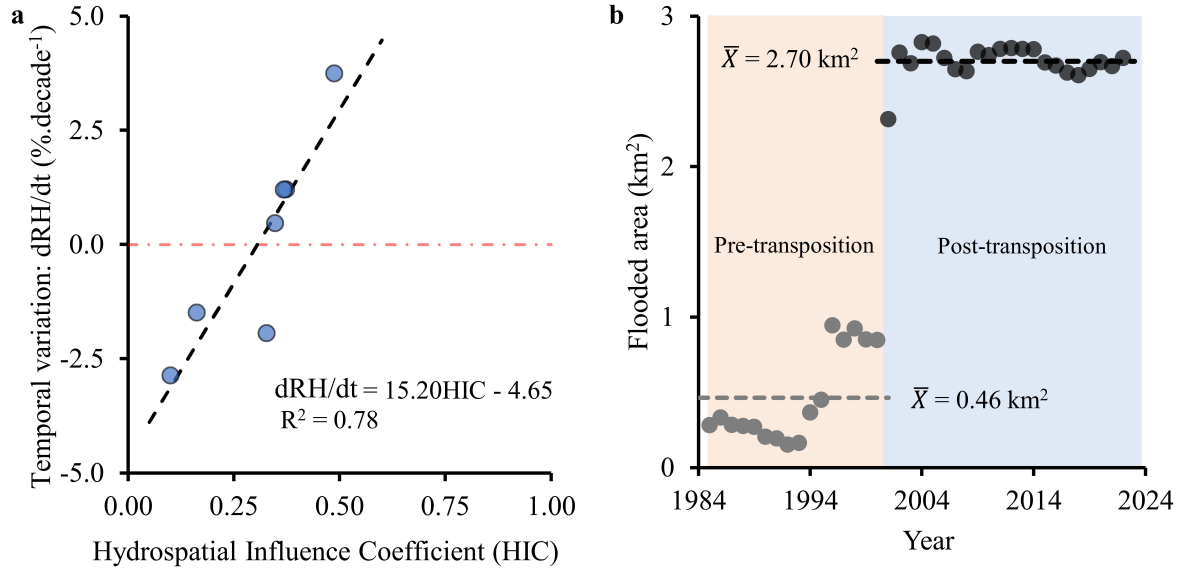 a
Temporal variation: dRH/dt (%.decade⁻¹)
5.0
2.5
0.0
-2.5
-5.0
dRH/dt = 15.20HIC - 4.65
R² = 0.78
0.00 0.25 0.50 0.75 1.00
Hydrospatial Influence Coefficient (HIC)
b
Flooded area (km²)
3
2
1
0
X̅ = 2.70 km²
Pre-transposition
Post-transposition
X̅ = 0.46 km²
1984 1994 2004 2014 2024
Year